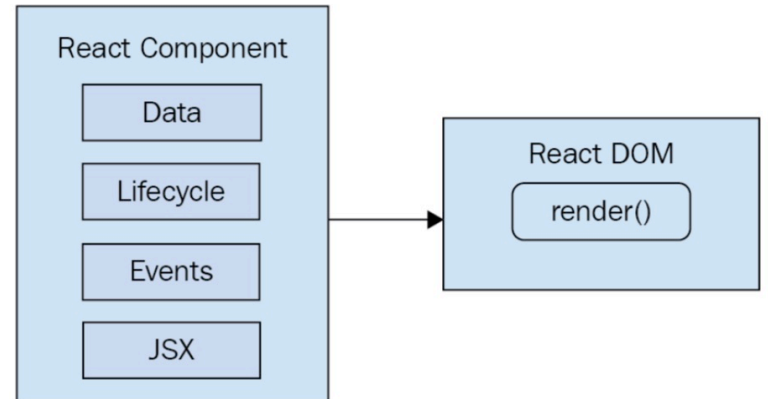 React Component
Data
Lifecycle
Events
JSX
React DOM
render()